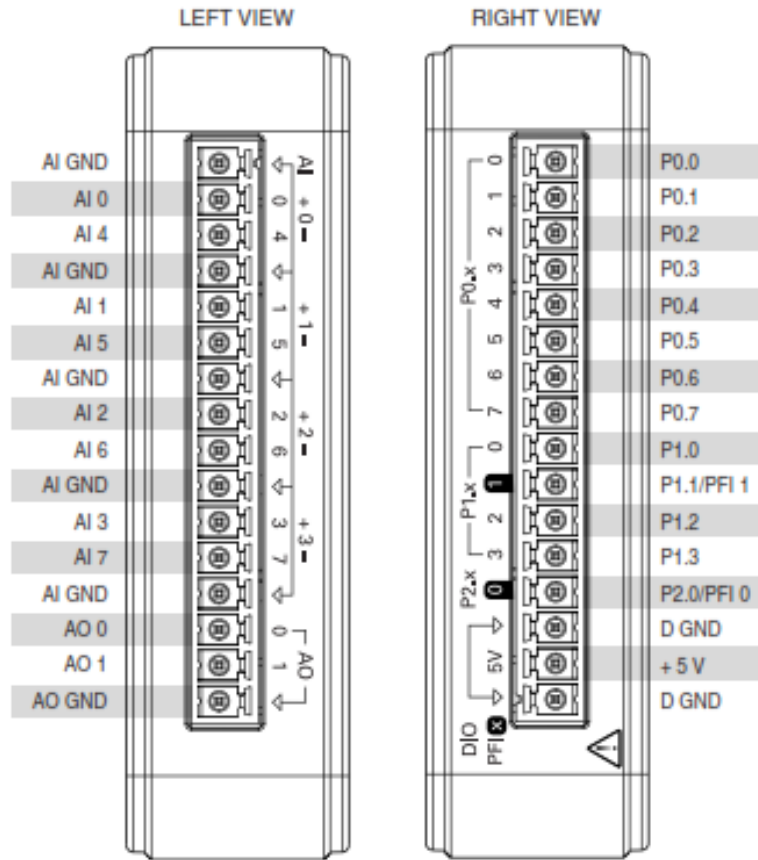 LEFT VIEW
RIGHT VIEW
AI GND
AI 0
AI 4
AI GND
AI 1
AI 5
AI GND
AI 2
AI 6
AI GND
AI 3
AI 7
AI GND
AO 0
AO 1
AO GND
AI
0
4
+ 0 −
1
5
+ 1 −
2
6
+ 2 −
3
7
+ 3 −
0
1
AO
0
1
2
3
4
5
6
7
P0.x
0
1
2
3
P1.x
0
P2.x
5V
DIO
PFI x
P0.0
P0.1
P0.2
P0.3
P0.4
P0.5
P0.6
P0.7
P1.0
P1.1/PFI 1
P1.2
P1.3
P2.0/PFI 0
D GND
+ 5 V
D GND